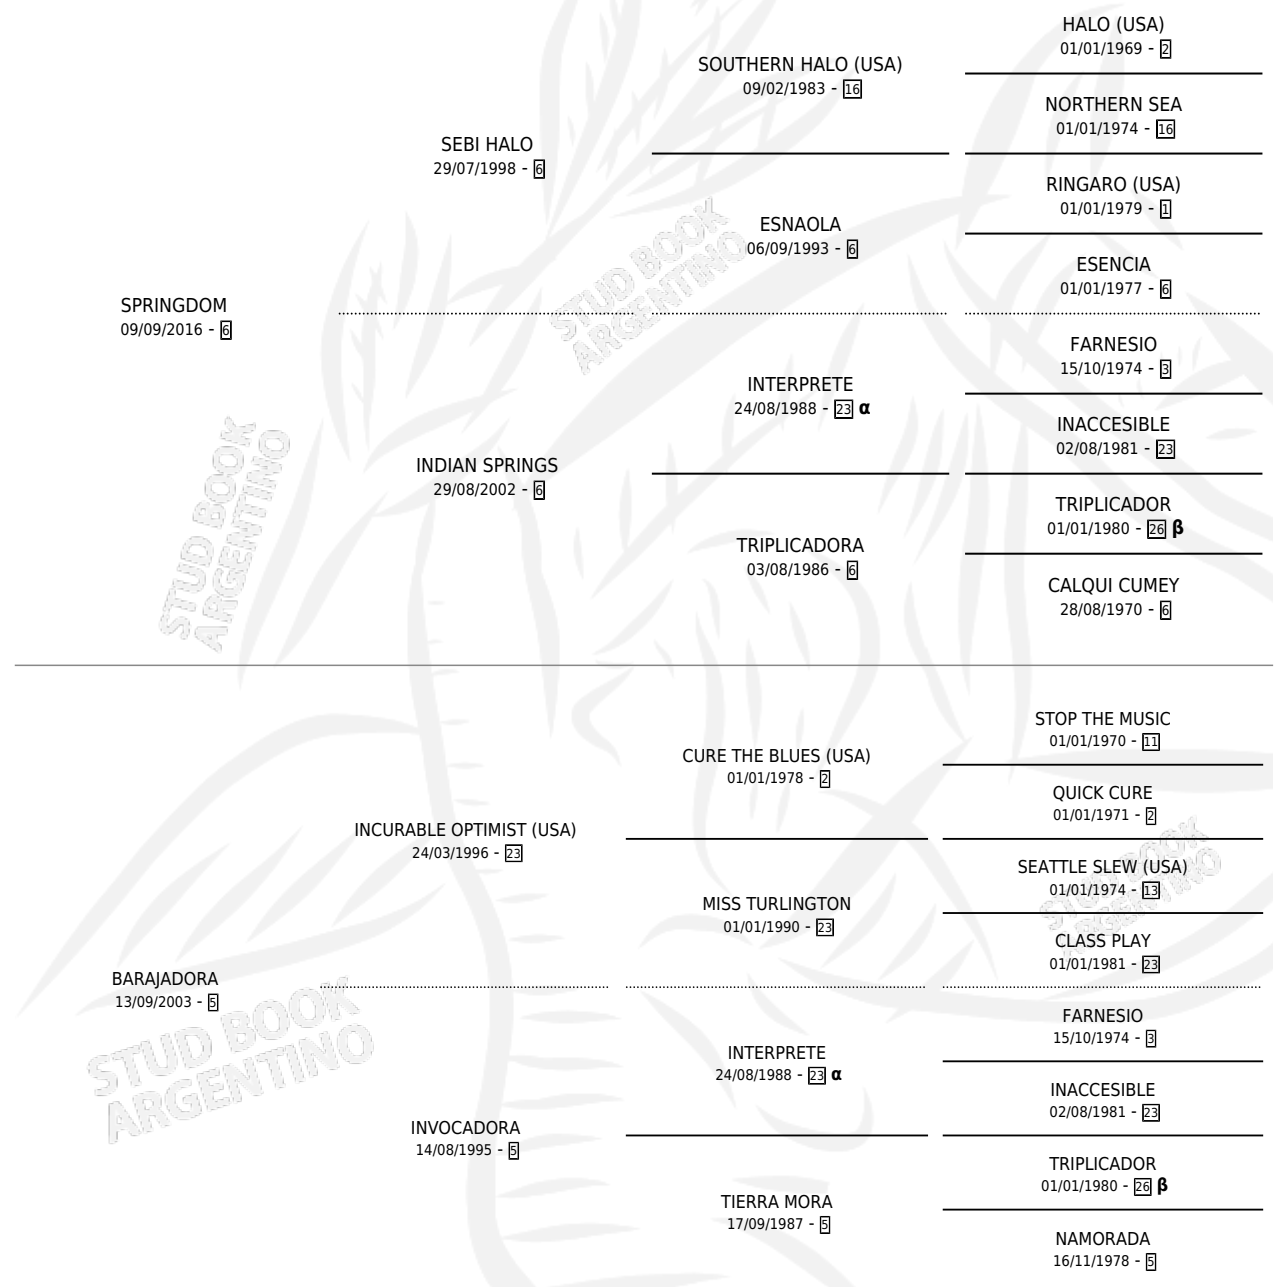 HALO (USA)
01/01/1969 - 2
SOUTHERN HALO (USA)
09/02/1983 - 16
NORTHERN SEA
01/01/1974 - 16
SEBI HALO
29/07/1998 - 6
RINGARO (USA)
01/01/1979 - 1
ESNAOLA
06/09/1993 - 6
ESENCIA
01/01/1977 - 6
SPRINGDOM
09/09/2016 - 6
FARNESIO
15/10/1974 - 3
INTERPRETE
24/08/1988 - 23 α
INACCESIBLE
02/08/1981 - 23
INDIAN SPRINGS
29/08/2002 - 6
TRIPLICADOR
01/01/1980 - 26 β
TRIPLICADORA
03/08/1986 - 6
CALQUI CUMEY
28/08/1970 - 6
STUD BOOK
ARGENTINO
STUD BOOK
ARGENTINO
STOP THE MUSIC
01/01/1970 - 11
CURE THE BLUES (USA)
01/01/1978 - 2
QUICK CURE
01/01/1971 - 2
INCURABLE OPTIMIST (USA)
24/03/1996 - 23
SEATTLE SLEW (USA)
01/01/1974 - 13
MISS TURLINGTON
01/01/1990 - 23
CLASS PLAY
01/01/1981 - 23
BARAJADORA
13/09/2003 - 5
FARNESIO
15/10/1974 - 3
INTERPRETE
24/08/1988 - 23 α
INACCESIBLE
02/08/1981 - 23
INVOCADORA
14/08/1995 - 5
TRIPLICADOR
01/01/1980 - 26 β
TIERRA MORA
17/09/1987 - 5
NAMORADA
16/11/1978 - 5
STUD BOOK
ARGENTINO
STUD BOOK
ARGENTINO